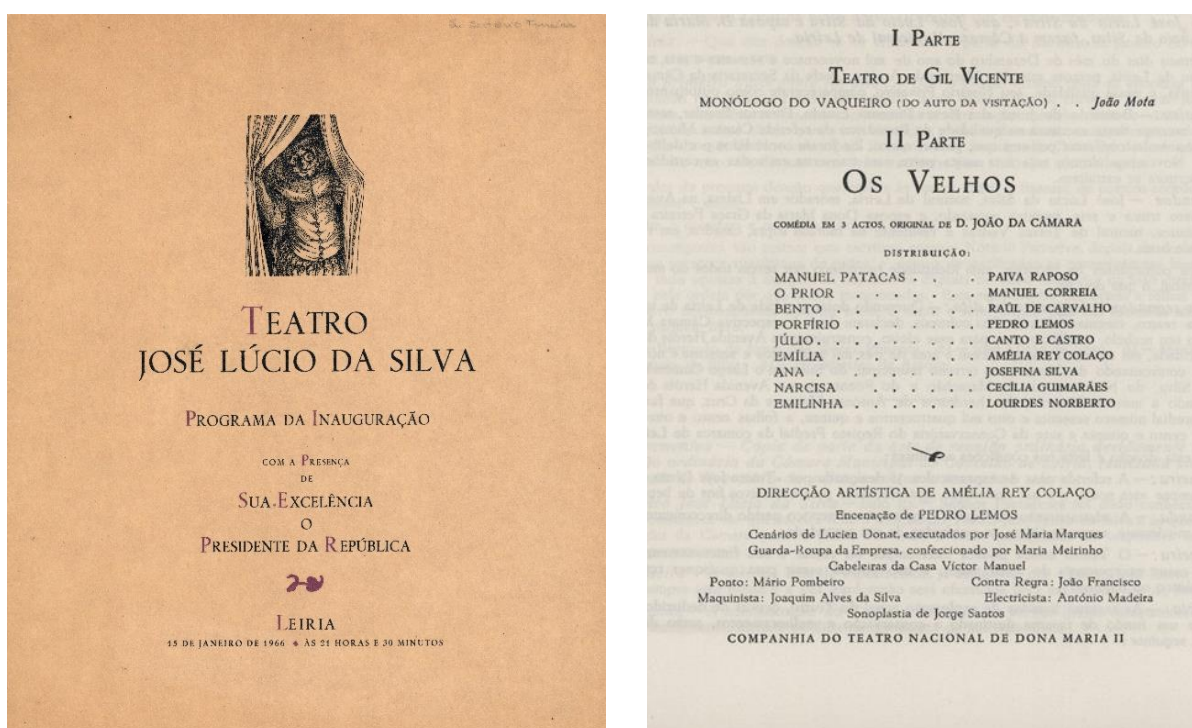 TEATRO
JOSÉ LÚCIO DA SILVA
PROGRAMA DA INAUGURAÇÃO
COM A PRESENÇA
DE
SUA EXCELÊNCIA
O
PRESIDENTE DA REPÚBLICA
LEIRIA
15 DE JANEIRO DE 1966 • ÀS 21 HORAS E 30 MINUTOS
I PARTE
TEATRO DE GIL VICENTE
MONÓLOGO DO VAQUEIRO (DO AUTO DA VISITAÇÃO) . . João Mota
II PARTE
OS VELHOS
COMÉDIA EM 3 ACTOS, ORIGINAL DE D. JOÃO DA CÂMARA
DISTRIBUIÇÃO:
MANUEL PATACAS . . . PAIVA RAPOSO
O PRIOR . . . . . . MANUEL CORREIA
BENTO . . . . . . . RAÚL DE CARVALHO
PORFÍRIO . . . . . . PEDRO LEMOS
JÚLIO . . . . . . . . CANTO E CASTRO
EMÍLIA . . . . . . . AMÉLIA REY COLAÇO
ANA . . . . . . . . JOSEFINA SILVA
NARCISA . . . . . . CECÍLIA GUIMARÃES
EMILINHA . . . . . . LOURDES NORBERTO
DIRECÇÃO ARTÍSTICA DE AMÉLIA REY COLAÇO
Encenação de PEDRO LEMOS
Cenários de Lucien Donat, executados por José Maria Marques
Guarda-Roupa da Empresa, confeccionado por Maria Meirinho
Cabeleiras da Casa Víctor Manuel
Ponto: Mário Pombeiro Contra Regra: João Francisco
Maquinista: Joaquim Alves da Silva Electricista: António Madeira
Sonoplastia de Jorge Santos
COMPANHIA DO TEATRO NACIONAL DE DONA MARIA II